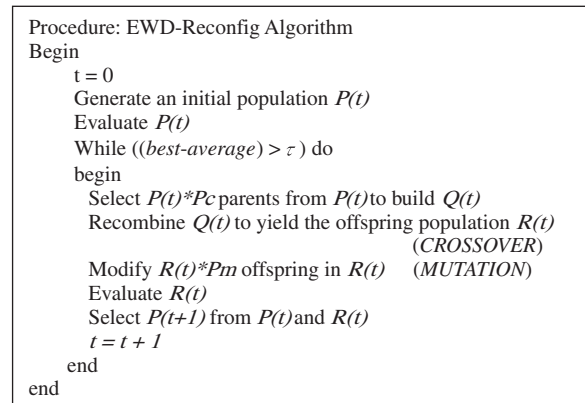 Procedure: EWD-Reconfig Algorithm
Begin
t = 0
Generate an initial population P(t)
Evaluate P(t)
While ((best-average) > τ ) do
begin
Select P(t)*Pc parents from P(t) to build Q(t)
Recombine Q(t) to yield the offspring population R(t)
(CROSSOVER)
Modify R(t)*Pm offspring in R(t) (MUTATION)
Evaluate R(t)
Select P(t+1) from P(t) and R(t)
t = t + 1
end
end